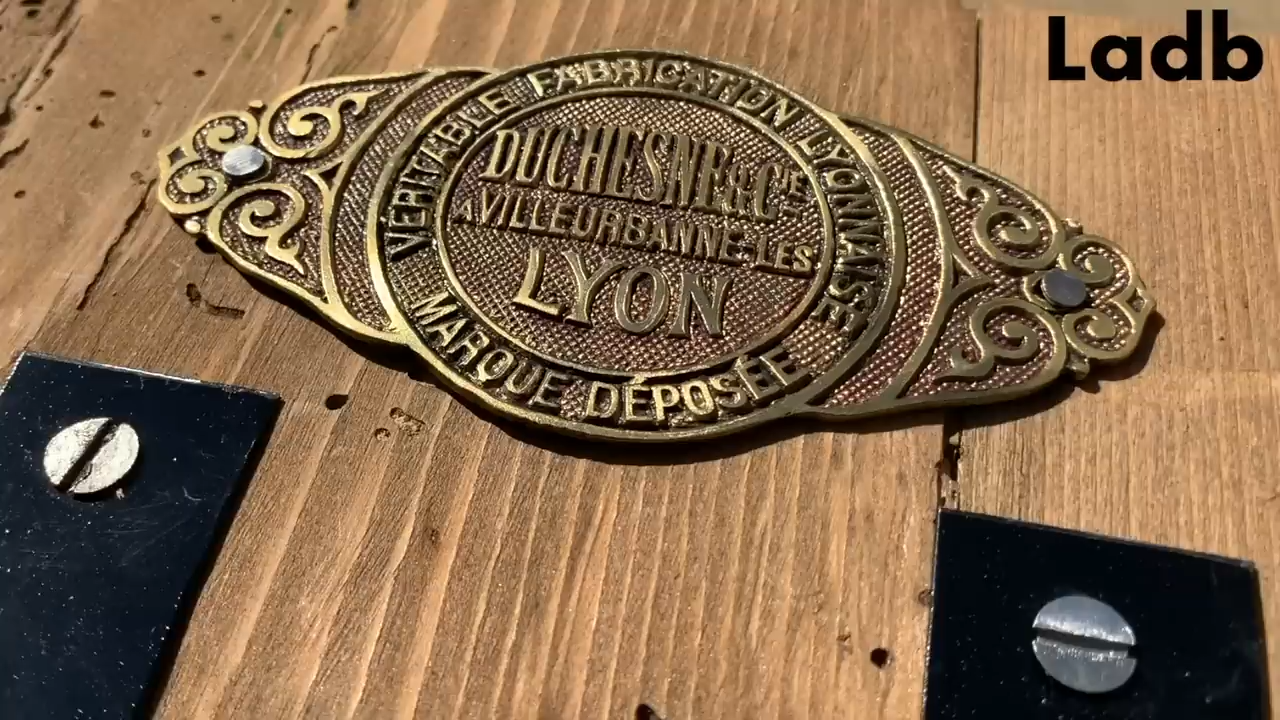 Ladb
VÉRITABLE FABRICATION LYONNAISE
DUCHESNE & CIE
A VILLEURBANNE-LES
LYON
MARQUE DÉPOSÉE